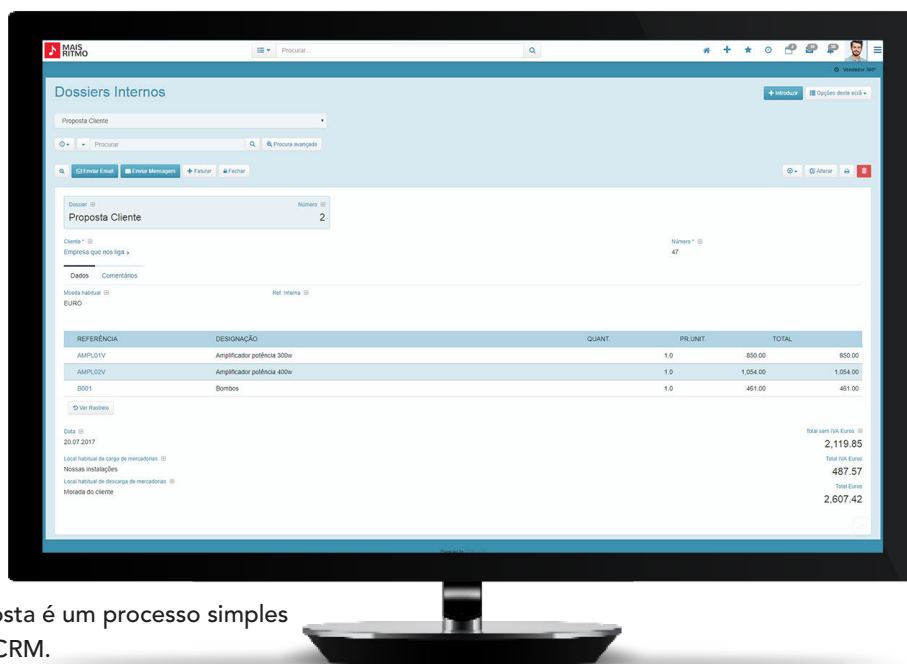 MAIS
RITMO
Procurar...
Vendedor
Dossiers Internos
Introduzir
Opções deste ecrã
Proposta Cliente
Procurar
Procura avançada
Enviar Email
Enviar Mensagem
Faturar
Fechar
Alterar
Dossier Número
Proposta Cliente 2
Cliente * Número *
Empresa que nos liga 47
Dados Comentários
Moeda habitual Ref. Interna
EURO
REFERÊNCIA DESIGNAÇÃO QUANT. PR.UNIT. TOTAL
AMPL01V Amplificador potência 300w 1.0 850.00 850.00
AMPL02V Amplificador potência 400w 1.0 1,054.00 1,054.00
B001 Bombos 1.0 461.00 461.00
Ver Rastreio
Data Total sem IVA Euros
20.07.2017 2,119.85
Local habitual de carga de mercadorias Total IVA Euros
Nossas instalações 487.57
Local habitual de descarga de mercadorias Total Euros
Morada do cliente 2,607.42
osta é um processo simples
CRM.